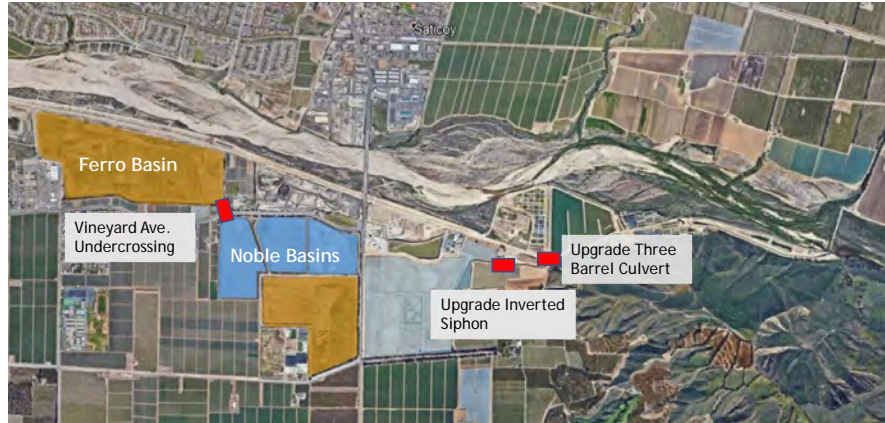 Saticoy
Ferro Basin
Vineyard Ave.
Undercrossing
Noble Basins
Upgrade Three
Barrel Culvert
Upgrade Inverted
Siphon